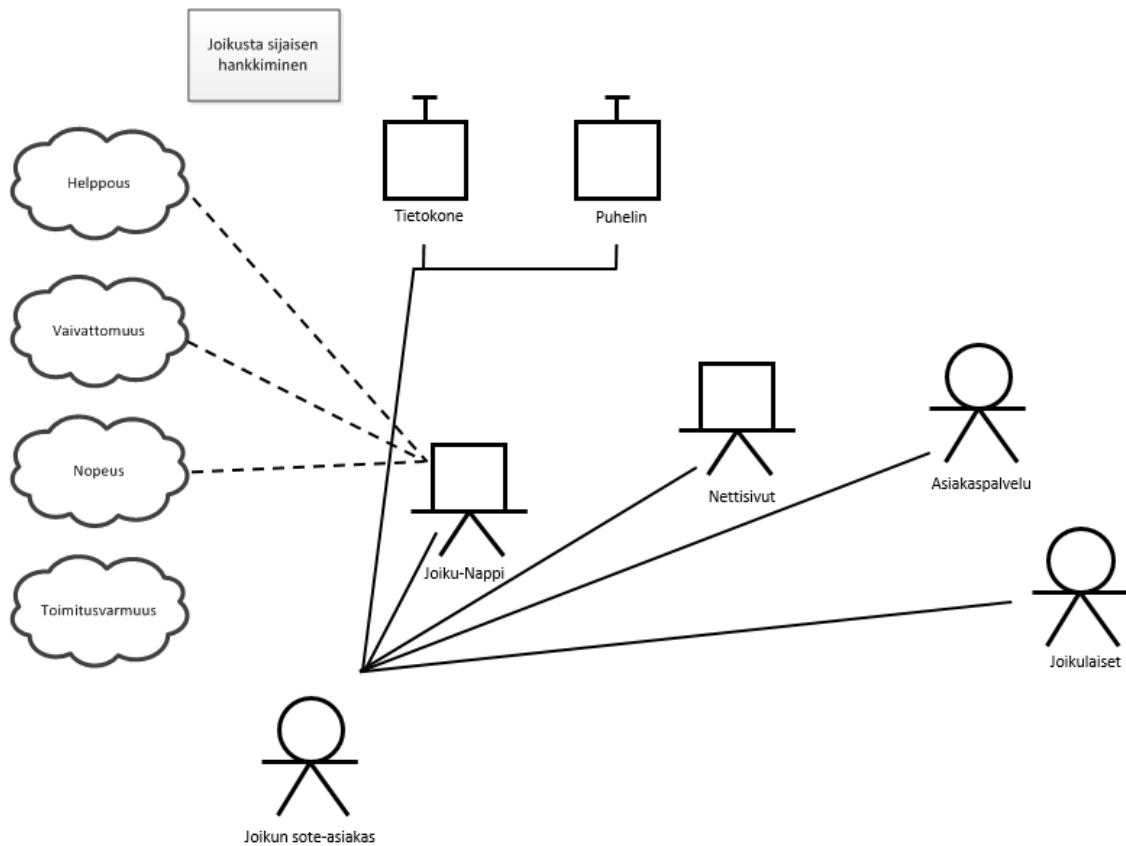 Joikusta sijaisen
hankkiminen
Helppous
Tietokone
Puhelin
Vaivattomuus
Nopeus
Nettisivut
Asiakaspalvelu
Joiku-Nappi
Toimitusvarmuus
Joikulaiset
Joikun sote-asiakas